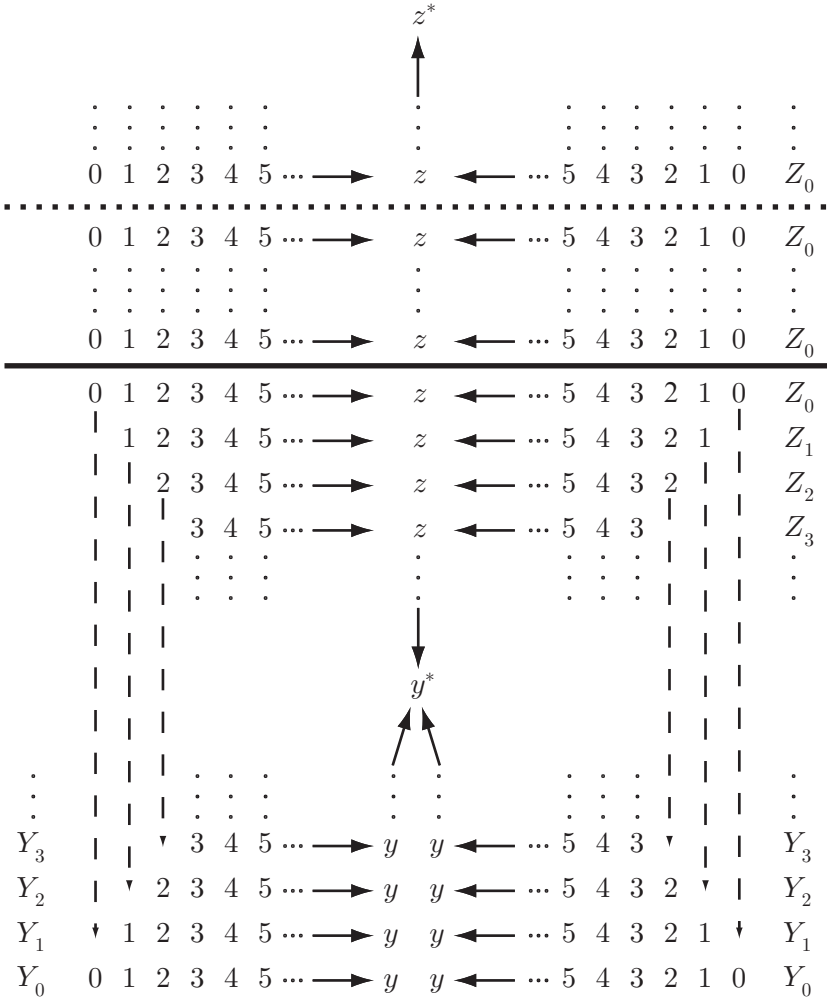 z*
0 1 2 3 4 5 ... z ... 5 4 3 2 1 0 Z₀
0 1 2 3 4 5 ... z ... 5 4 3 2 1 0 Z₀
0 1 2 3 4 5 ... z ... 5 4 3 2 1 0 Z₀
0 1 2 3 4 5 ... z ... 5 4 3 2 1 0 Z₀
1 2 3 4 5 ... z ... 5 4 3 2 1 Z₁
2 3 4 5 ... z ... 5 4 3 2 Z₂
3 4 5 ... z ... 5 4 3 Z₃
y*
Y₃ 3 4 5 ... y y ... 5 4 3 Y₃
Y₂ 2 3 4 5 ... y y ... 5 4 3 2 Y₂
Y₁ 1 2 3 4 5 ... y y ... 5 4 3 2 1 Y₁
Y₀ 0 1 2 3 4 5 ... y y ... 5 4 3 2 1 0 Y₀